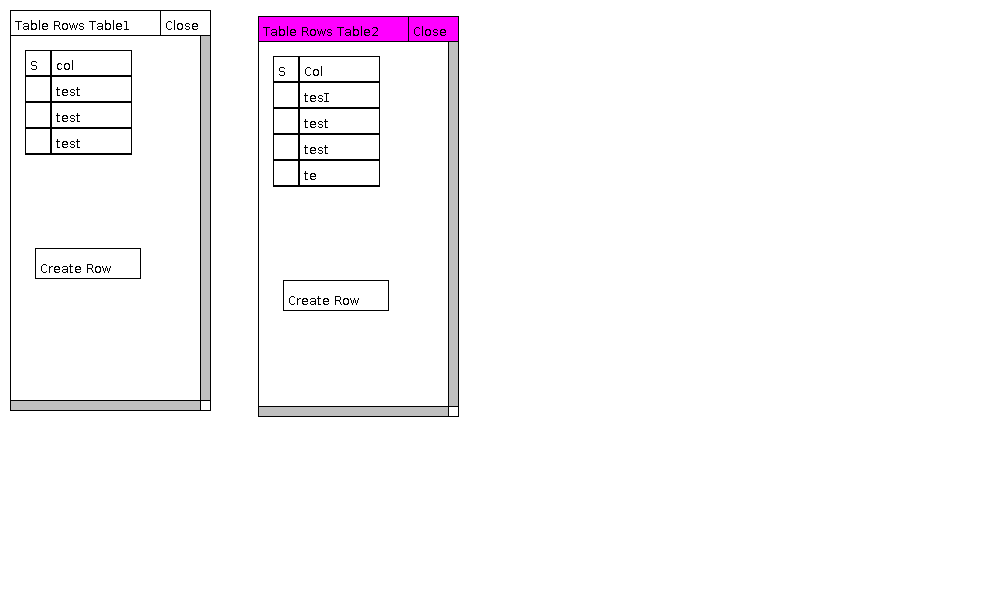 Table Rows Table1 Close
S col
test
test
test
Create Row
Table Rows Table2 Close
S Col
tesI
test
test
te
Create Row